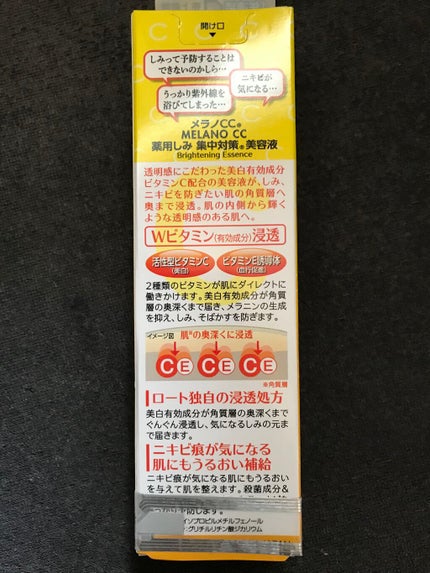 開け口
しみって予防することは
できないのかしら…
ニキビが
気になる…
うっかり紫外線を
浴びてしまった…
メラノCC®
MELANO CC
薬用しみ 集中対策®美容液
Brightening Essence
透明感にこだわった美白有効成分
ビタミンC配合の美容液が、しみ、
ニキビを防ぎたい肌の角質層へ
奥まで浸透。肌の内側から輝く
ような透明感のある肌へ。
Wビタミン(有効成分)浸透
活性型ビタミンC
(美白)
ビタミンE誘導体
(血行促進)
2種類のビタミンが肌にダイレクトに
働きかけます。美白有効成分が角質
層の奥深くまで届き、メラニンの生成
を抑え、しみ、そばかすを防ぎます。
イメージ図 肌※の奥深くに浸透
C E C E C E
※角質層
ロート独自の浸透処方
美白有効成分が角質層の奥深くまで
ぐんぐん浸透し、気になるしみの元ま
で届きます。
ニキビ痕が気になる
肌にもうるおい補給
ニキビ痕が気になる肌にもうるおい
を与えて肌を整えます。殺菌成分&
防します。
イソプロピルメチルフェノール
グリチルリチン酸ジカリウム